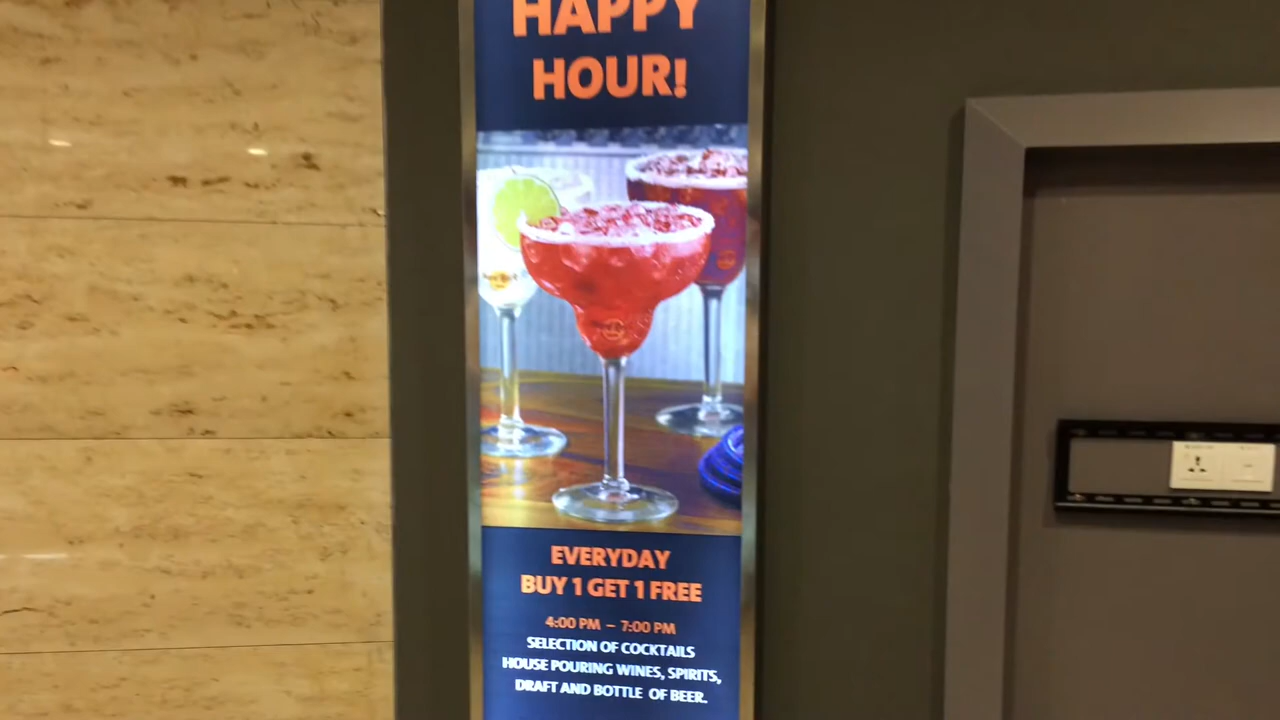 HAPPY
HOUR!
EVERYDAY
BUY 1 GET 1 FREE
4:00 PM – 7:00 PM
SELECTION OF COCKTAILS
HOUSE POURING WINES, SPIRITS,
DRAFT AND BOTTLE OF BEER.